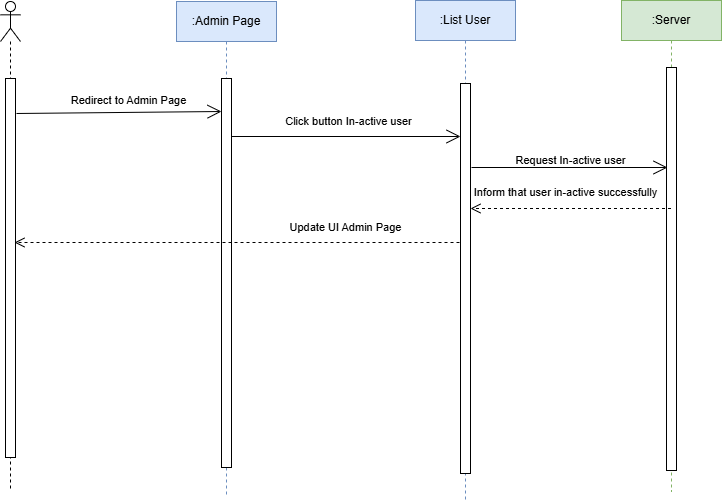 :Admin Page
:List User
:Server
Redirect to Admin Page
Click button In-active user
Request In-active user
Inform that user in-active successfully
Update UI Admin Page